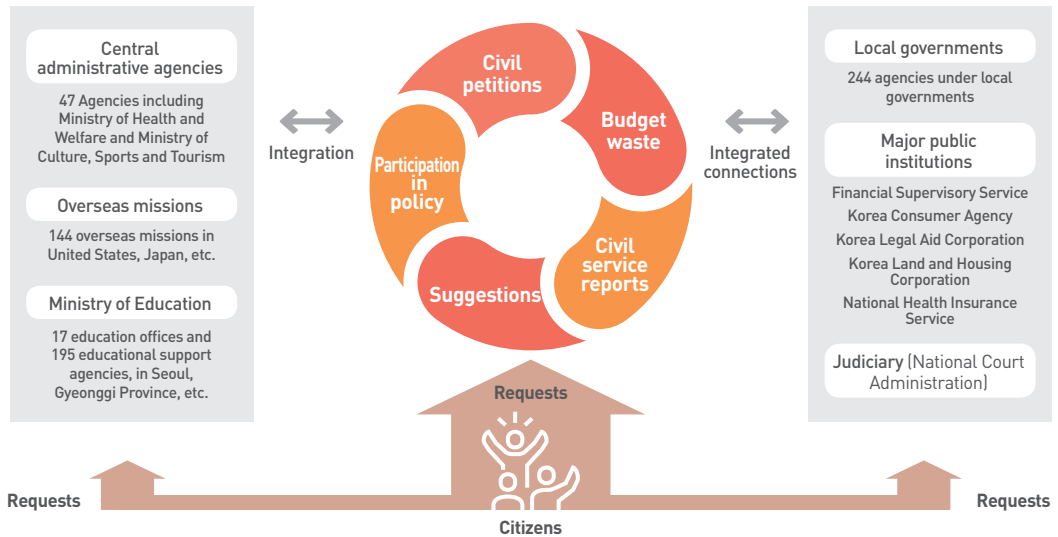 Central
administrative agencies
47 Agencies including
Ministry of Health and
Welfare and Ministry of
Culture, Sports and Tourism
Overseas missions
144 overseas missions in
United States, Japan, etc.
Ministry of Education
17 education offices and
195 educational support
agencies, in Seoul,
Gyeonggi Province, etc.
Integration
Civil
petitions
Budget
waste
Participation
in
policy
Civil
service
reports
Suggestions
Integrated
connections
Local governments
244 agencies under local
governments
Major public
institutions
Financial Supervisory Service
Korea Consumer Agency
Korea Legal Aid Corporation
Korea Land and Housing
Corporation
National Health Insurance
Service
Judiciary (National Court
Administration)
Requests
Requests
Requests
Citizens